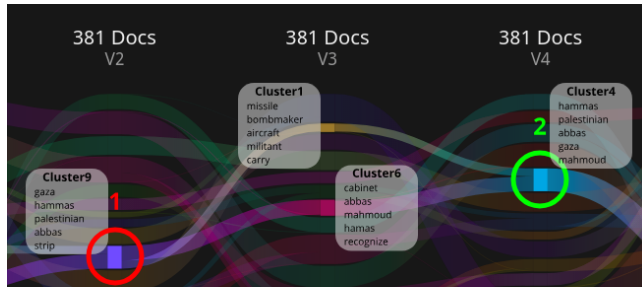 381 Docs
V2
381 Docs
V3
381 Docs
V4
Cluster1
missile
bombmaker
aircraft
militant
carry
Cluster4
hammas
palestinian
abbas
gaza
mahmoud
2
Cluster9
gaza
hammas
palestinian
abbas
strip
1
Cluster6
cabinet
abbas
mahmoud
hamas
recognize